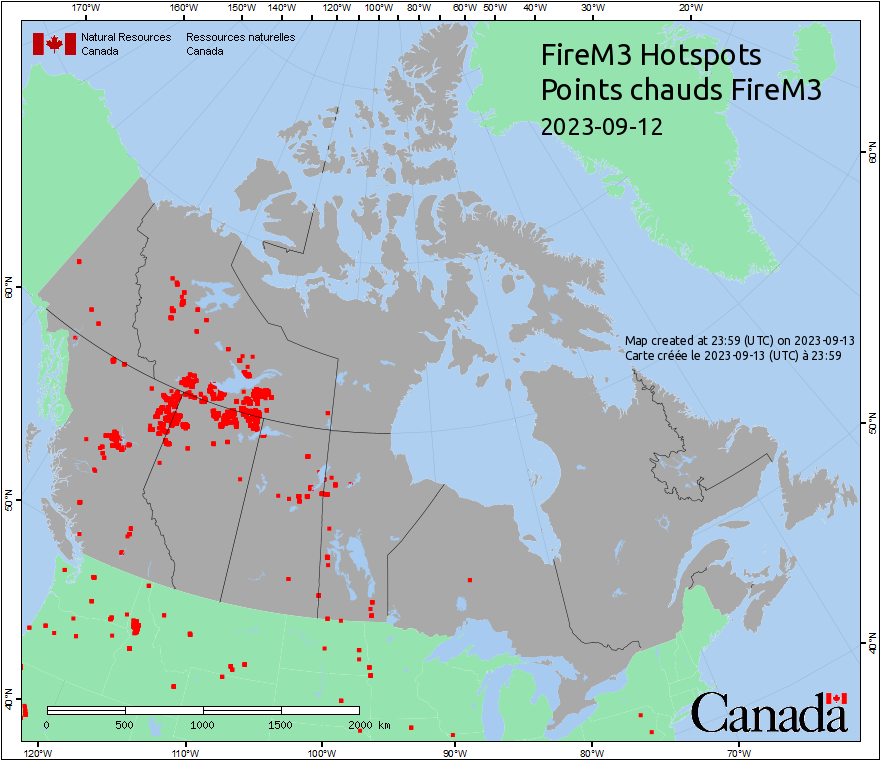 170°W 160°W 150°W 140°W 130°W 120°W 110°W 100°W 90°W 80°W 60°W 50°W 40°W 30°W 20°W
Natural Resources Canada
Ressources naturelles Canada
FireM3 Hotspots
Points chauds FireM3
2023-09-12
60°N
60°N
Map created at 23:59 (UTC) on 2023-09-13
Carte créée le 2023-09-13 (UTC) à 23:59
50°N
50°N
40°N
40°N
0 500 1000 1500 2000 km
Canada
120°W 110°W 100°W 90°W 80°W 70°W